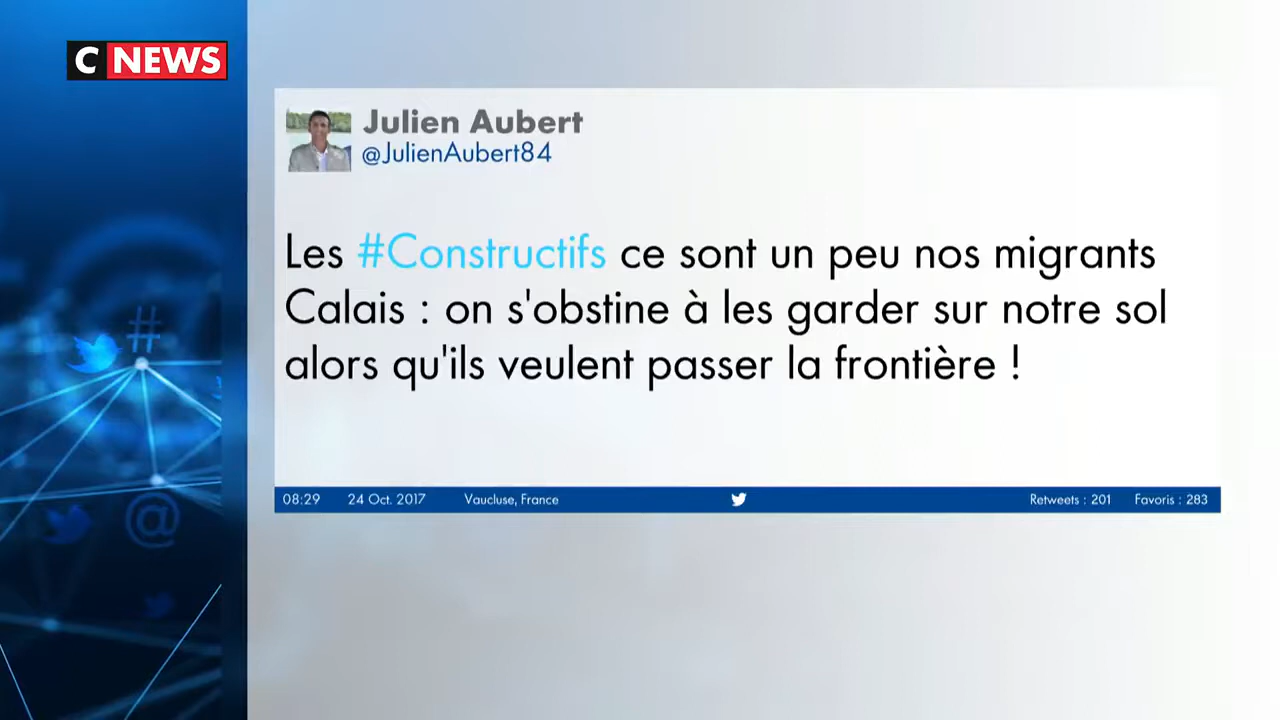 C NEWS
Julien Aubert
@JulienAubert84
Les #Constructifs ce sont un peu nos migrants
Calais : on s'obstine à les garder sur notre sol
alors qu'ils veulent passer la frontière !
08:29 24 Oct. 2017 Vaucluse, France Retweets : 201 Favoris : 283
#
@